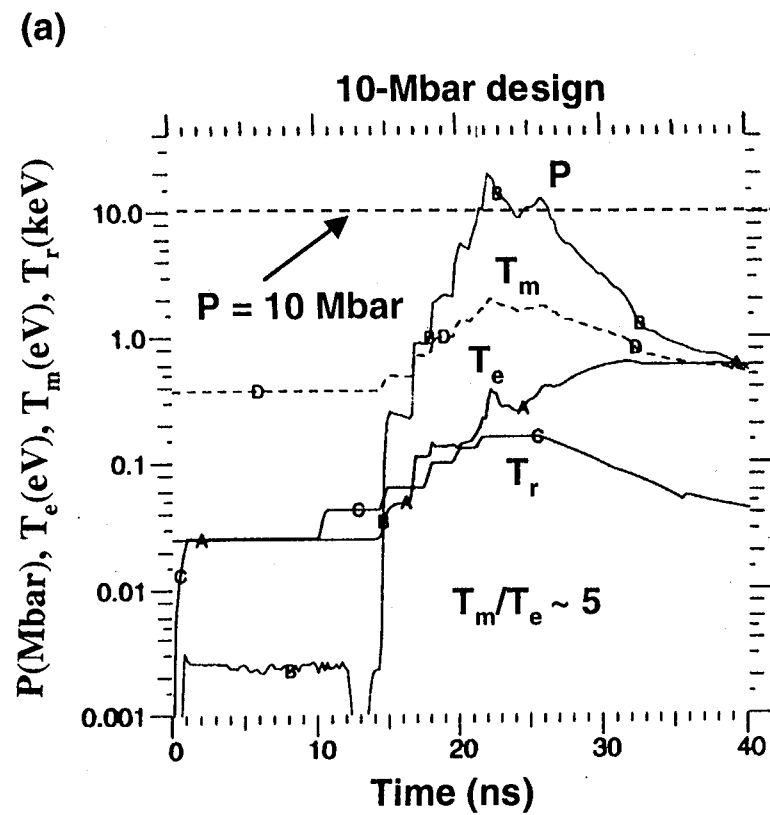 (a)
10-Mbar design
P(Mbar), T_e(eV), T_m(eV), T_r(keV)
10.0
1.0
0.1
0.01
0.001
B
P
P = 10 Mbar
T_m
B D
B
D
D
T_e
A
A
C
T_r
C
A
B
A
C
T_m/T_e ~ 5
B
0
10
20
30
40
Time (ns)